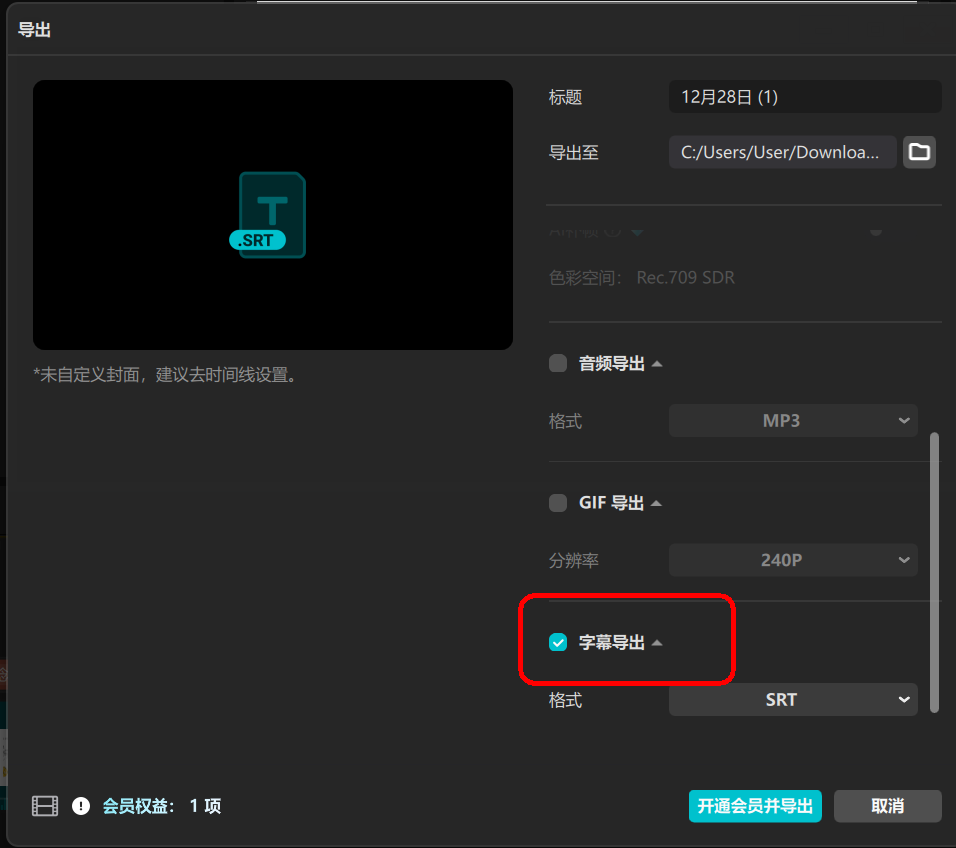 导出
标题
12月28日 (1)
导出至
C:/Users/User/Downloa...
T
.SRT
色彩空间： Rec.709 SDR
*未自定义封面，建议去时间线设置。
音频导出
格式
MP3
GIF 导出
分辨率
240P
字幕导出
格式
SRT
会员权益： 1 项
开通会员并导出
取消